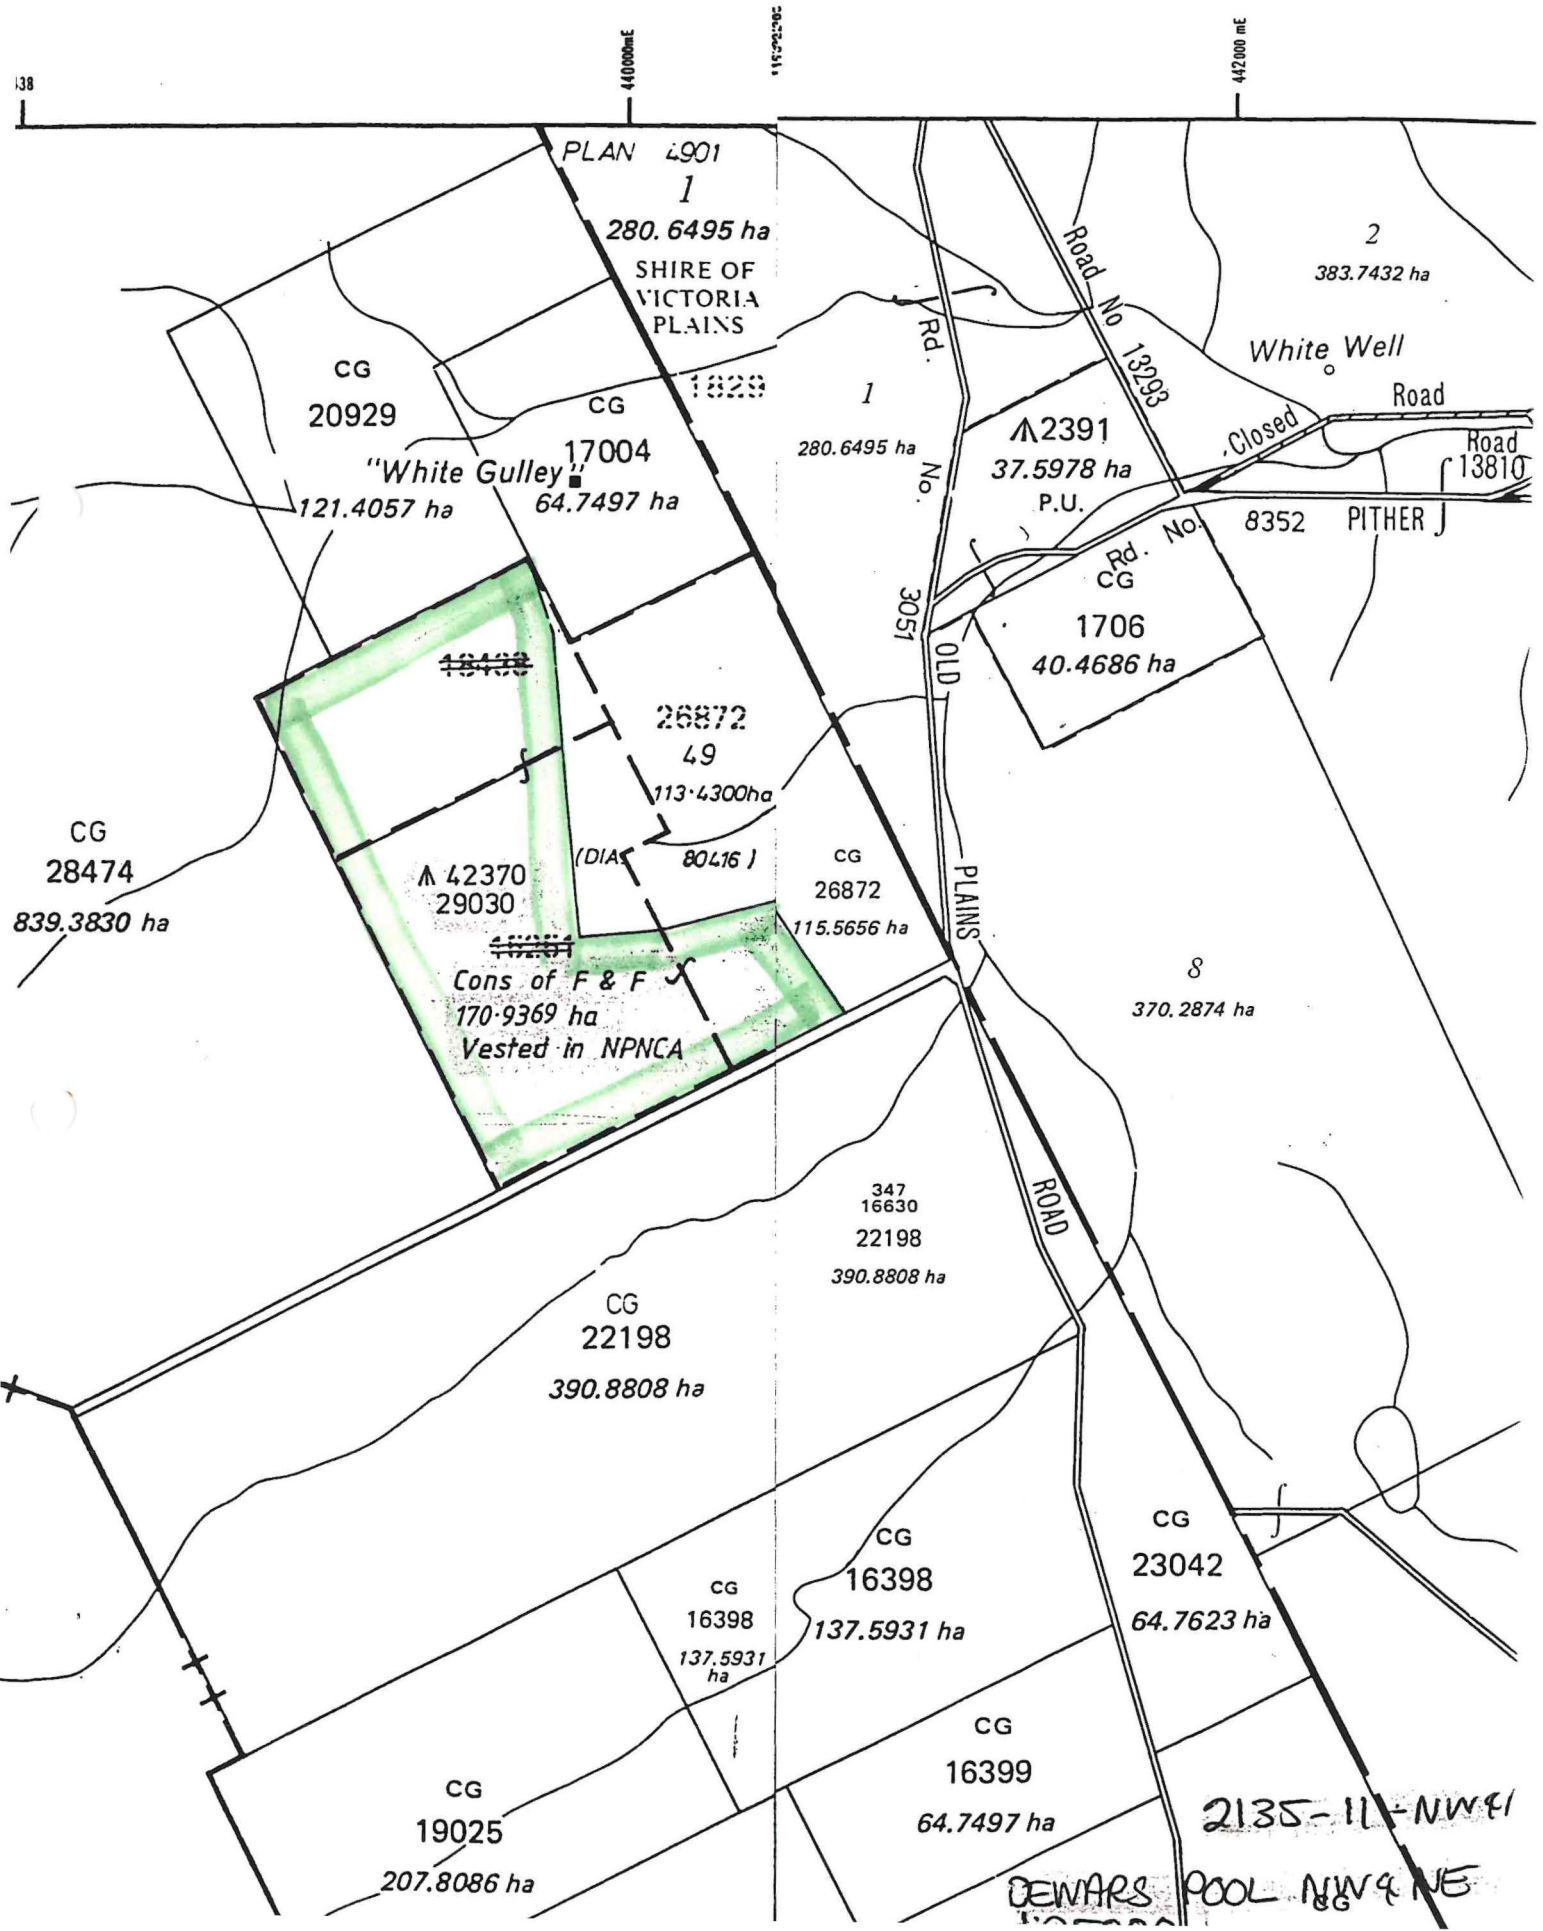 440000mE
442000 mE
PLAN 4901
1
280.6495 ha
SHIRE OF
VICTORIA
PLAINS
1829
CG
20929
121.4057 ha
CG
17004
"White Gulley"
64.7497 ha
Rd. No. 3051
1
280.6495 ha
Road No 13293
2391
37.5978 ha
P.U.
2
383.7432 ha
White Well
Closed Road
Road
13810
Rd. No. 8352 PITHER
CG
1706
40.4686 ha
OLD PLAINS ROAD
26872
49
113.4300ha
(DIA. 80416)
CG
26872
115.5656 ha
CG
28474
839.3830 ha
42370
29030
Cons of F & F
170.9369 ha
Vested in NPNCA
8
370.2874 ha
347
16630
22198
390.8808 ha
CG
22198
390.8808 ha
CG
16398
137.5931
ha
CG
16398
137.5931 ha
CG
23042
64.7623 ha
CG
16399
64.7497 ha
CG
19025
207.8086 ha
2135-11-NW&
DEWARS POOL NW & NE
CG